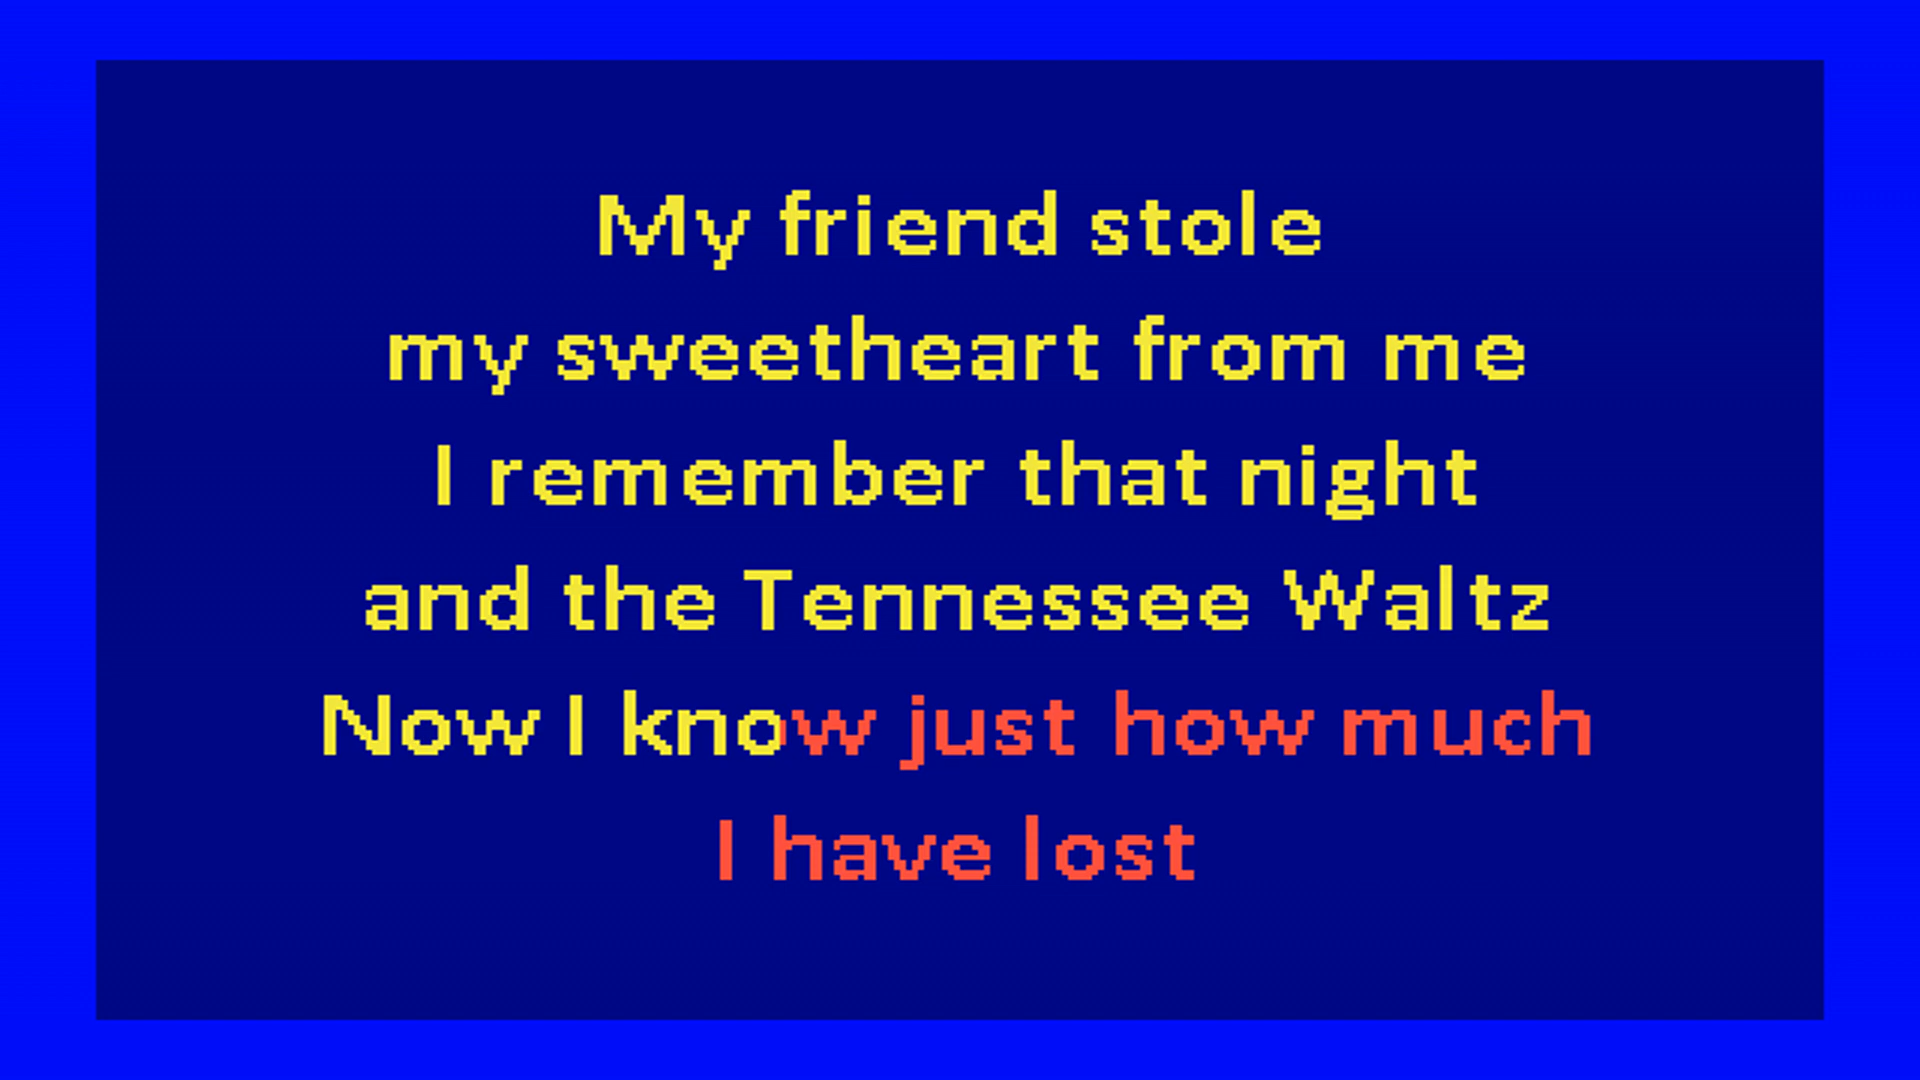 My friend stole
my sweetheart from me
I remember that night
and the Tennessee Waltz
Now I know just how much
I have lost